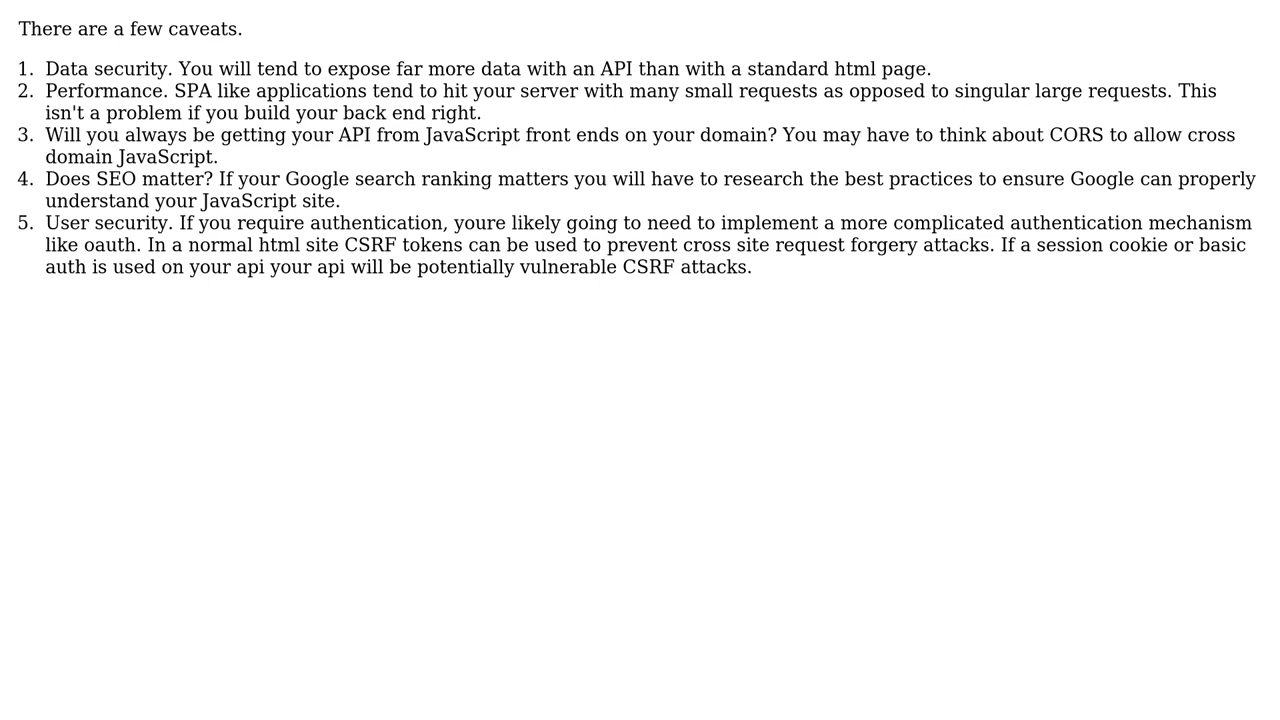 There are a few caveats.
1. Data security. You will tend to expose far more data with an API than with a standard html page.
2. Performance. SPA like applications tend to hit your server with many small requests as opposed to singular large requests. This
isn't a problem if you build your back end right.
3. Will you always be getting your API from JavaScript front ends on your domain? You may have to think about CORS to allow cross
domain JavaScript.
4. Does SEO matter? If your Google search ranking matters you will have to research the best practices to ensure Google can properly
understand your JavaScript site.
5. User security. If you require authentication, youre likely going to need to implement a more complicated authentication mechanism
like oauth. In a normal html site CSRF tokens can be used to prevent cross site request forgery attacks. If a session cookie or basic
auth is used on your api your api will be potentially vulnerable CSRF attacks.